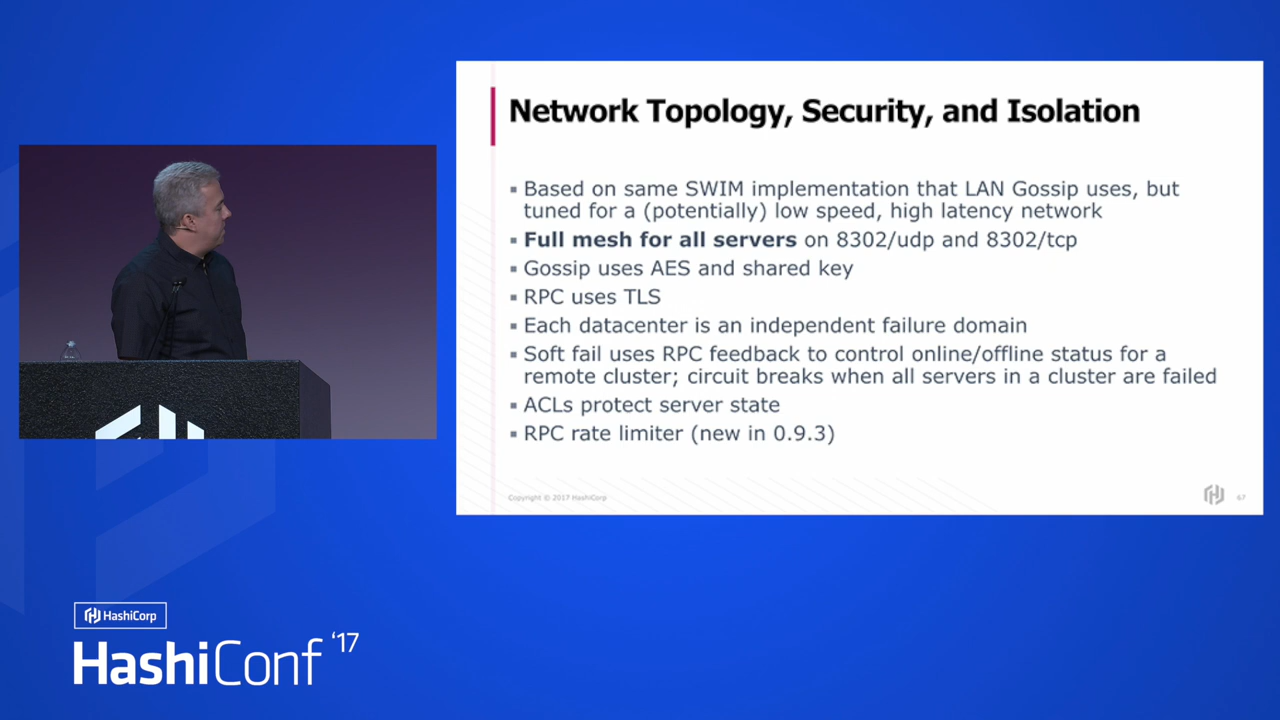 Network Topology, Security, and Isolation
▪ Based on same SWIM implementation that LAN Gossip uses, but
tuned for a (potentially) low speed, high latency network
▪ Full mesh for all servers on 8302/udp and 8302/tcp
▪ Gossip uses AES and shared key
▪ RPC uses TLS
▪ Each datacenter is an independent failure domain
▪ Soft fail uses RPC feedback to control online/offline status for a
remote cluster; circuit breaks when all servers in a cluster are failed
▪ ACLs protect server state
▪ RPC rate limiter (new in 0.9.3)
Copyright © 2017 HashiCorp
67
HashiCorp
HashiConf '17